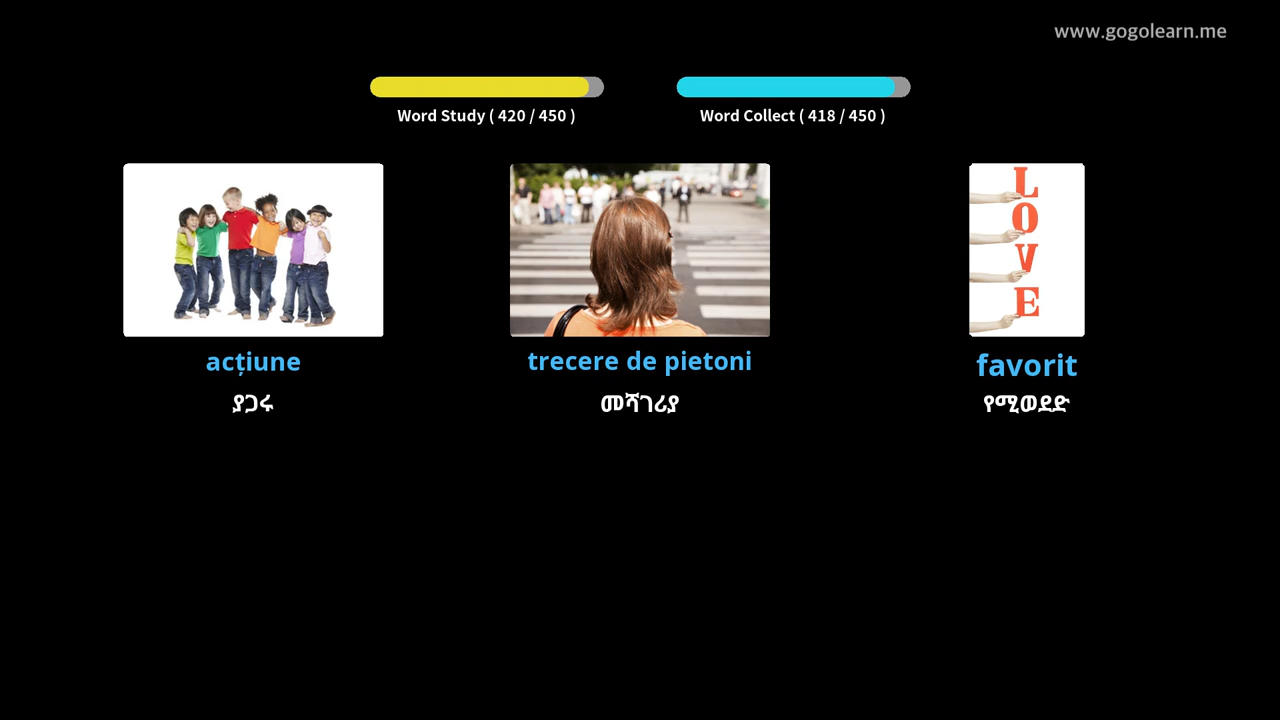 www.gogolearn.me
Word Study ( 420 / 450 )
Word Collect ( 418 / 450 )
L
O
V
E
acțiune
trecere de pietoni
favorit
ያጋሩ
መሻገሪያ
የሚወደድ